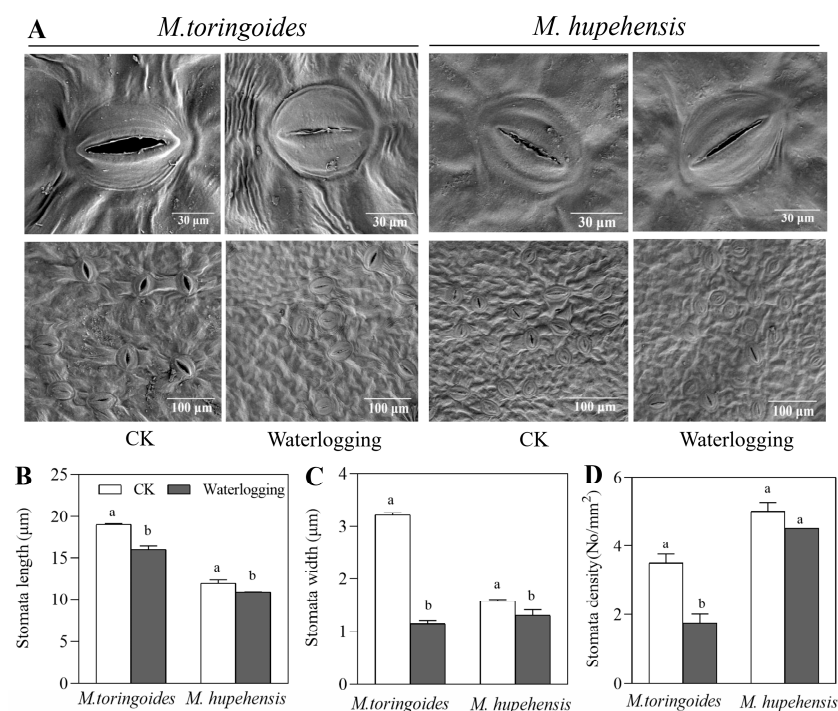 A
M.toringoides
M. hupehensis
30 µm
30 µm
30 µm
30 µm
100 µm
100 µm
100 µm
100 µm
CK
Waterlogging
CK
Waterlogging
B
Stomata length (µm)
25
20
15
10
5
0
CK
Waterlogging
a
b
a
b
M.toringoides
M. hupehensis
C
Stomata width (µm)
4
3
2
1
0
a
b
a
b
M.toringoides
M. hupehensis
D
Stomata density(No/mm²)
6
4
2
0
a
b
a
a
M.toringoides
M. hupehensis